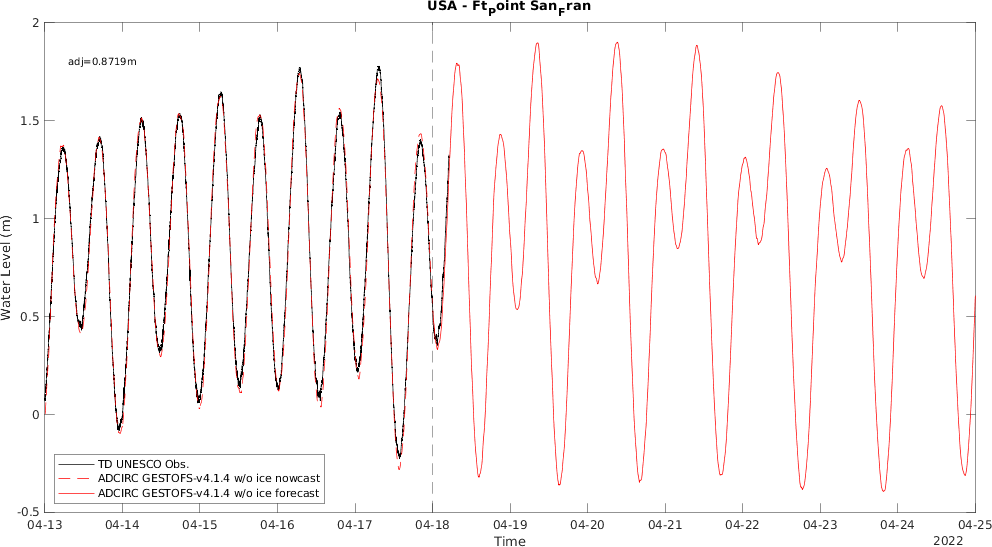 USA - FtPoint SanFran
adj=0.8719m
Water Level (m)
2
1.5
1
0.5
0
-0.5
TD UNESCO Obs.
ADCIRC GESTOFS-v4.1.4 w/o ice nowcast
ADCIRC GESTOFS-v4.1.4 w/o ice forecast
04-13 04-14 04-15 04-16 04-17 04-18 04-19 04-20 04-21 04-22 04-23 04-24 04-25
Time
2022